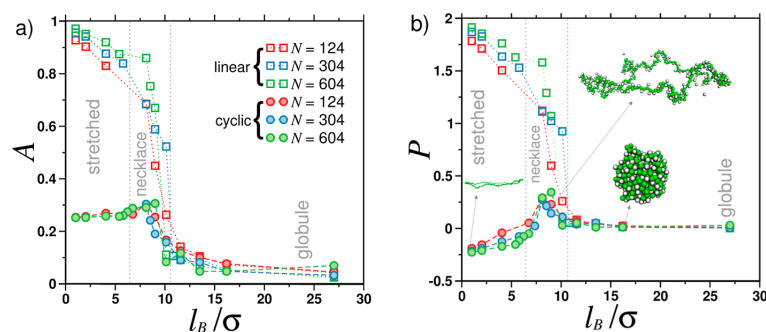 a)
A
1
0.8
0.6
0.4
0.2
0
0
5
10
15
20
25
30
l_B/σ
stretched
necklace
globule
linear
N = 124
N = 304
N = 604
cyclic
N = 124
N = 304
N = 604
b)
P
2
1.5
1
0.5
0
-0.5
0
5
10
15
20
25
30
l_B/σ
stretched
necklace
globule